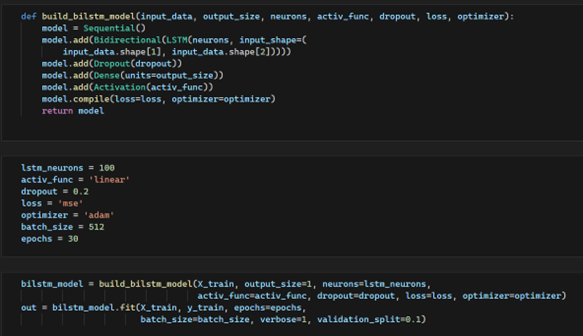 def build_bilstm_model(input_data, output_size, neurons, activ_func, dropout, loss, optimizer):
    model = Sequential()
    model.add(Bidirectional(LSTM(neurons, input_shape=(
        input_data.shape[1], input_data.shape[2]))))
    model.add(Dropout(dropout))
    model.add(Dense(units=output_size))
    model.add(Activation(activ_func))
    model.compile(loss=loss, optimizer=optimizer)
    return model
lstm_neurons = 100
activ_func = 'linear'
dropout = 0.2
loss = 'mse'
optimizer = 'adam'
batch_size = 512
epochs = 30
bilstm_model = build_bilstm_model(X_train, output_size=1, neurons=lstm_neurons,
                                  activ_func=activ_func, dropout=dropout, loss=loss, optimizer=optimizer)
out = bilstm_model.fit(X_train, y_train, epochs=epochs,
                       batch_size=batch_size, verbose=1, validation_split=0.1)